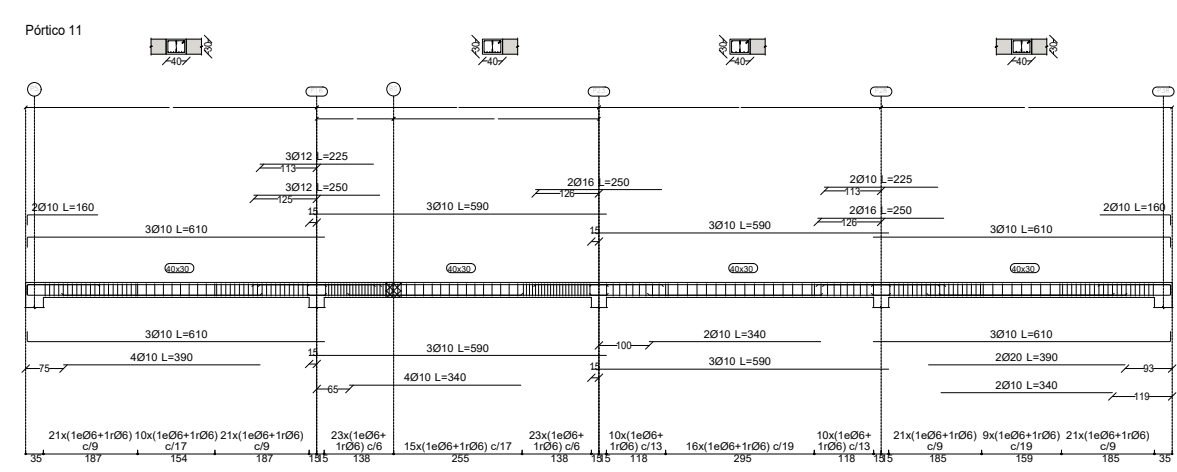 Pórtico 11
30 30 30 30
40 40 40 40
3Ø12 L=225
113
3Ø12 L=250
125
2Ø16 L=250
126
2Ø10 L=225
113
2Ø16 L=250
126
2Ø10 L=160
3Ø10 L=590
2Ø10 L=160
15
3Ø10 L=610
3Ø10 L=590
3Ø10 L=610
15
40x30 40x30 40x30 40x30
3Ø10 L=610
2Ø10 L=340
3Ø10 L=610
100
15
3Ø10 L=590
4Ø10 L=390
75
3Ø10 L=590
2Ø20 L=390
93
15
4Ø10 L=340
65
2Ø10 L=340
119
21x(1eØ6+1rØ6) 10x(1eØ6+1rØ6) 21x(1eØ6+1rØ6) 23x(1eØ6+ 23x(1eØ6+ 10x(1eØ6+ 10x(1eØ6+ 21x(1eØ6+1rØ6) 9x(1eØ6+1rØ6) 21x(1eØ6+1rØ6)
c/9 c/17 c/9 1rØ6) c/6 15x(1eØ6+1rØ6) c/17 1rØ6) c/6 1rØ6) c/13 16x(1eØ6+1rØ6) c/19 1rØ6) c/13 c/9 c/19 c/9
35 187 154 187 15 15 138 255 138 15 15 118 295 118 15 15 185 159 185 35